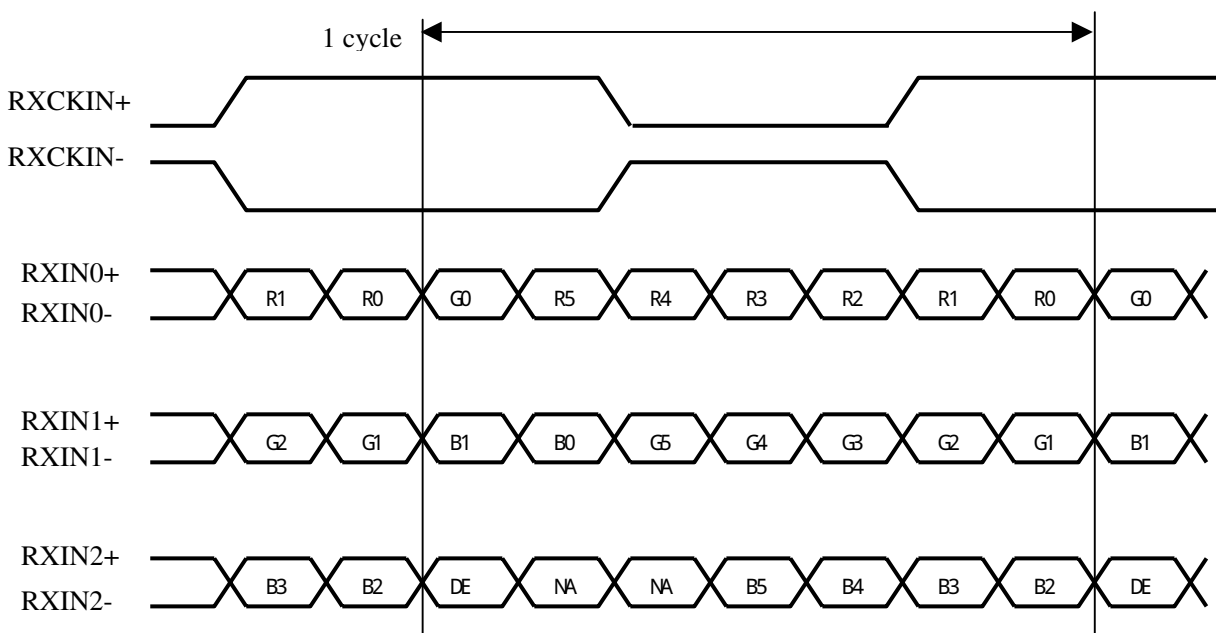 1 cycle
RXCKIN+
RXCKIN-
RXIN0+
RXIN0-
R1 R0 G0 R5 R4 R3 R2 R1 R0 G0
RXIN1+
RXIN1-
G2 G1 B1 B0 G5 G4 G3 G2 G1 B1
RXIN2+
RXIN2-
B3 B2 DE NA NA B5 B4 B3 B2 DE